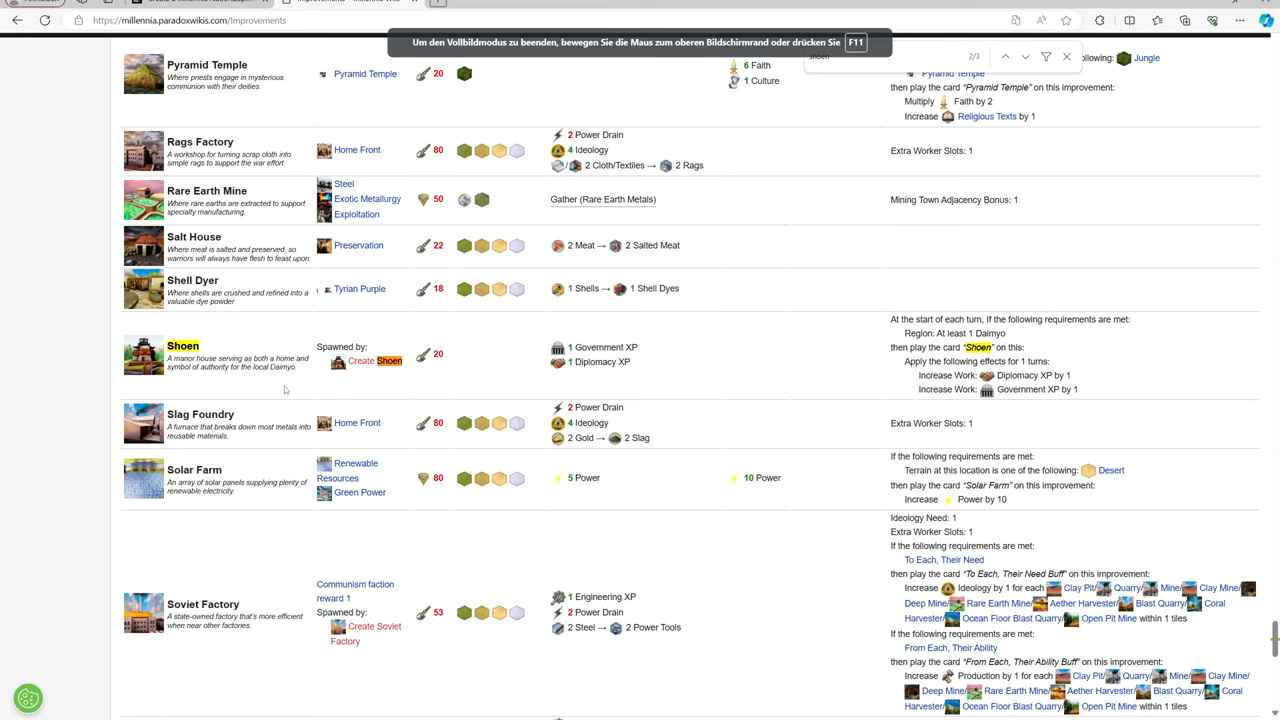 https://millennia.paradoxwikis.com/Improvements
Um den Vollbildmodus zu beenden, bewegen Sie die Maus zum oberen Bildschirmrand oder drücken Sie F11
shoen 2/3
Pyramid Temple
Where priests engage in mysterious
communion with their deities.
Pyramid Temple
20
6 Faith
1 Culture
ollowing: Jungle
Pyramid Temple
then play the card "Pyramid Temple" on this improvement:
Multiply Faith by 2
Increase Religious Texts by 1
Rags Factory
A workshop for turning scrap cloth into
simple rags to support the war effort.
Home Front
80
2 Power Drain
4 Ideology
/ 2 Cloth/Textiles → 2 Rags
Extra Worker Slots: 1
Rare Earth Mine
Where rare earths are extracted to support
specialty manufacturing.
Steel
Exotic Metallurgy
Exploitation
50
Gather (Rare Earth Metals)
Mining Town Adjacency Bonus: 1
Salt House
Where meat is salted and preserved, so
warriors will always have flesh to feast upon.
Preservation
22
2 Meat → 2 Salted Meat
Shell Dyer
Where shells are crushed and refined into a
valuable dye powder.
Tyrian Purple
18
1 Shells → 1 Shell Dyes
Shoen
A manor house serving as both a home and
symbol of authority for the local Daimyo.
Spawned by:
Create Shoen
20
1 Government XP
1 Diplomacy XP
At the start of each turn, If the following requirements are met:
Region: At least 1 Daimyo
then play the card "Shoen" on this:
Apply the following effects for 1 turns:
Increase Work: Diplomacy XP by 1
Increase Work: Government XP by 1
Slag Foundry
A furnace that breaks down most metals into
reusable materials.
Home Front
80
2 Power Drain
4 Ideology
2 Gold → 2 Slag
Extra Worker Slots: 1
Solar Farm
An array of solar panels supplying plenty of
renewable electricity.
Renewable
Resources
Green Power
80
5 Power
10 Power
If the following requirements are met:
Terrain at this location is one of the following: Desert
then play the card "Solar Farm" on this improvement:
Increase Power by 10
Soviet Factory
A state-owned factory that's more efficient
when near other factories.
Communism faction
reward 1
Spawned by:
Create Soviet
Factory
53
1 Engineering XP
2 Power Drain
2 Steel → 2 Power Tools
Ideology Need: 1
Extra Worker Slots: 1
If the following requirements are met:
To Each, Their Need
then play the card "To Each, Their Need Buff" on this improvement:
Increase Ideology by 1 for each Clay Pit/ Quarry/ Mine/ Clay Mine/
Deep Mine/ Rare Earth Mine/ Aether Harvester/ Blast Quarry/ Coral
Harvester/ Ocean Floor Blast Quarry/ Open Pit Mine within 1 tiles
If the following requirements are met:
From Each, Their Ability
then play the card "From Each, Their Ability Buff" on this improvement:
Increase Production by 1 for each Clay Pit/ Quarry/ Mine/ Clay Mine/
Deep Mine/ Rare Earth Mine/ Aether Harvester/ Blast Quarry/ Coral
Harvester/ Ocean Floor Blast Quarry/ Open Pit Mine within 1 tiles